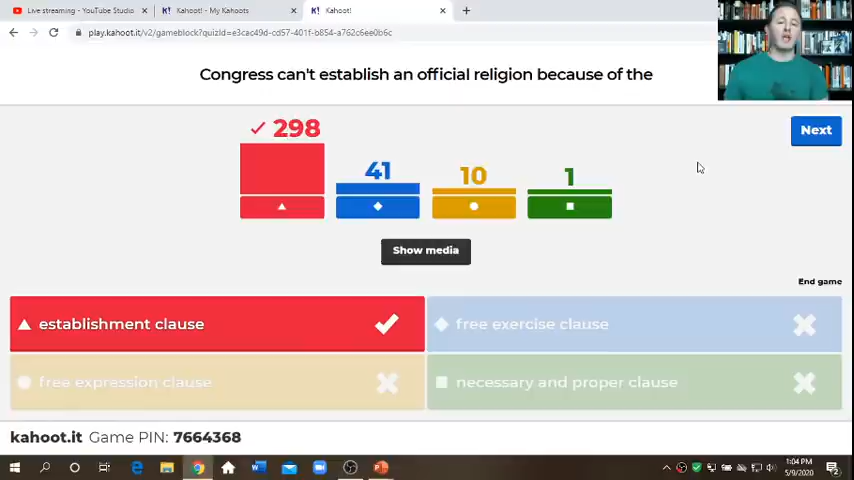 Live streaming - YouTube Studio
Kahoot! - My Kahoots
Kahoot!
play.kahoot.it/v2/gameblock?quizId=e3cac49d-cd57-401f-b854-a762c6ee0b6c
Congress can't establish an official religion because of the
298
41
10
1
Next
Show media
End game
establishment clause
free exercise clause
free expression clause
necessary and proper clause
kahoot.it Game PIN: 7664368
1:04 PM
5/9/2020